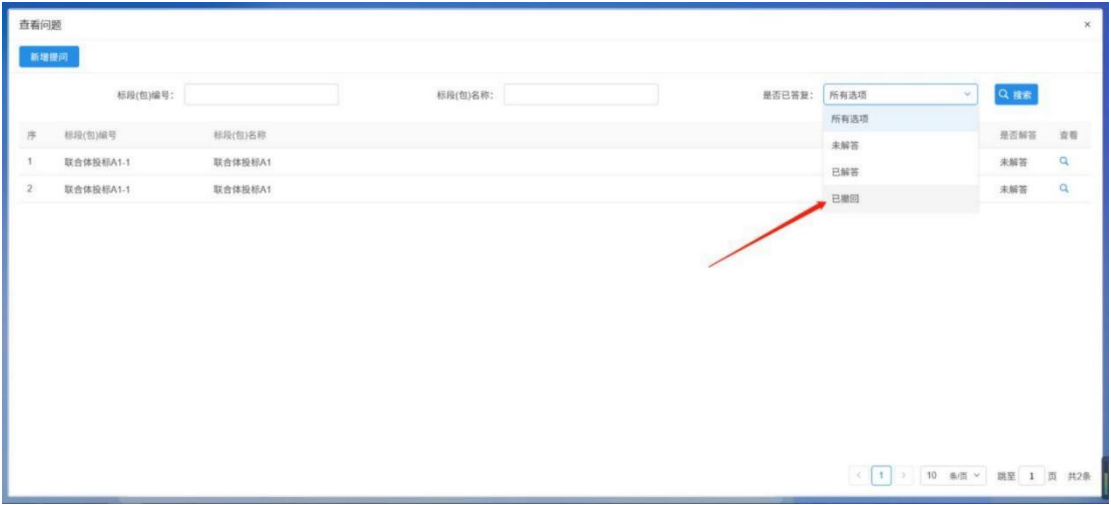 查看问题 ×
新增提问
标段(包)编号: 标段(包)名称: 是否已答复: 所有选项 搜索
所有选项
未解答
已解答
已撤回
序 标段(包)编号 标段(包)名称 是否解答 查看
1 联合体投标A1-1 联合体投标A1 未解答
2 联合体投标A1-1 联合体投标A1 未解答
< 1 > 10 条/页 跳至 1 页 共2条